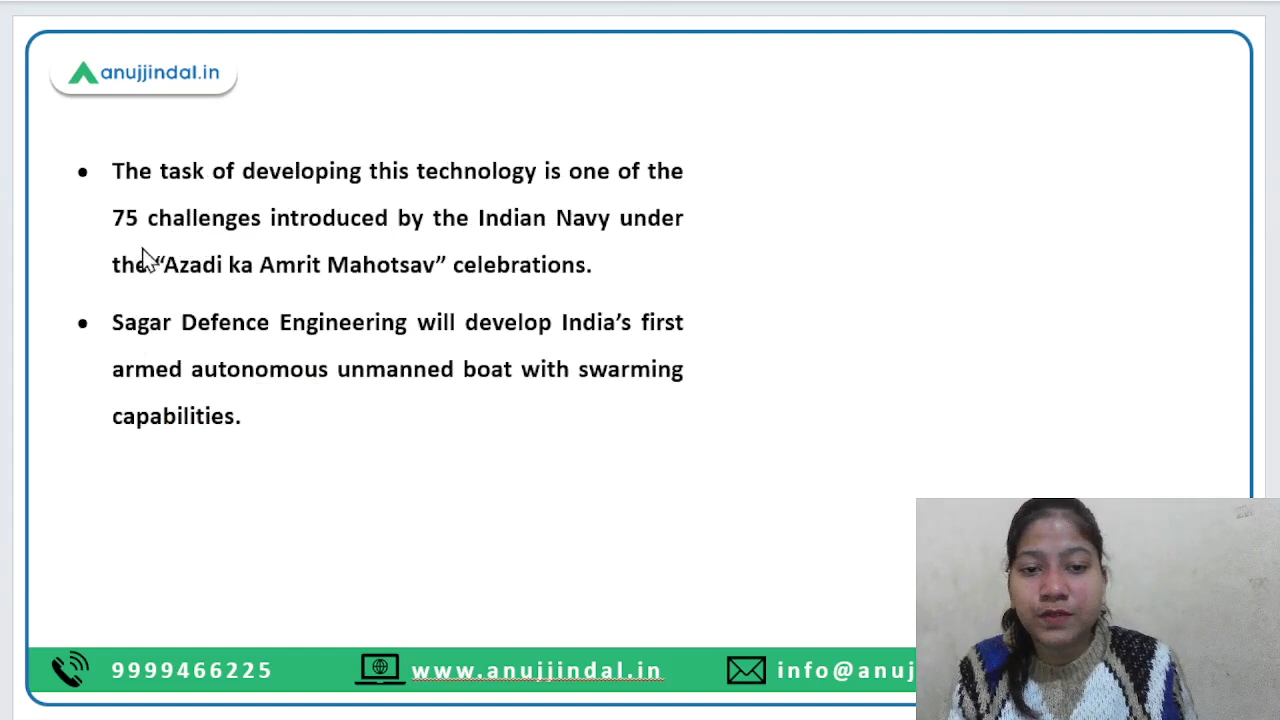 anujjindal.in
• The task of developing this technology is one of the
75 challenges introduced by the Indian Navy under
the “Azadi ka Amrit Mahotsav” celebrations.
• Sagar Defence Engineering will develop India’s first
armed autonomous unmanned boat with swarming
capabilities.
9999466225 www.anujjindal.in info@anuj